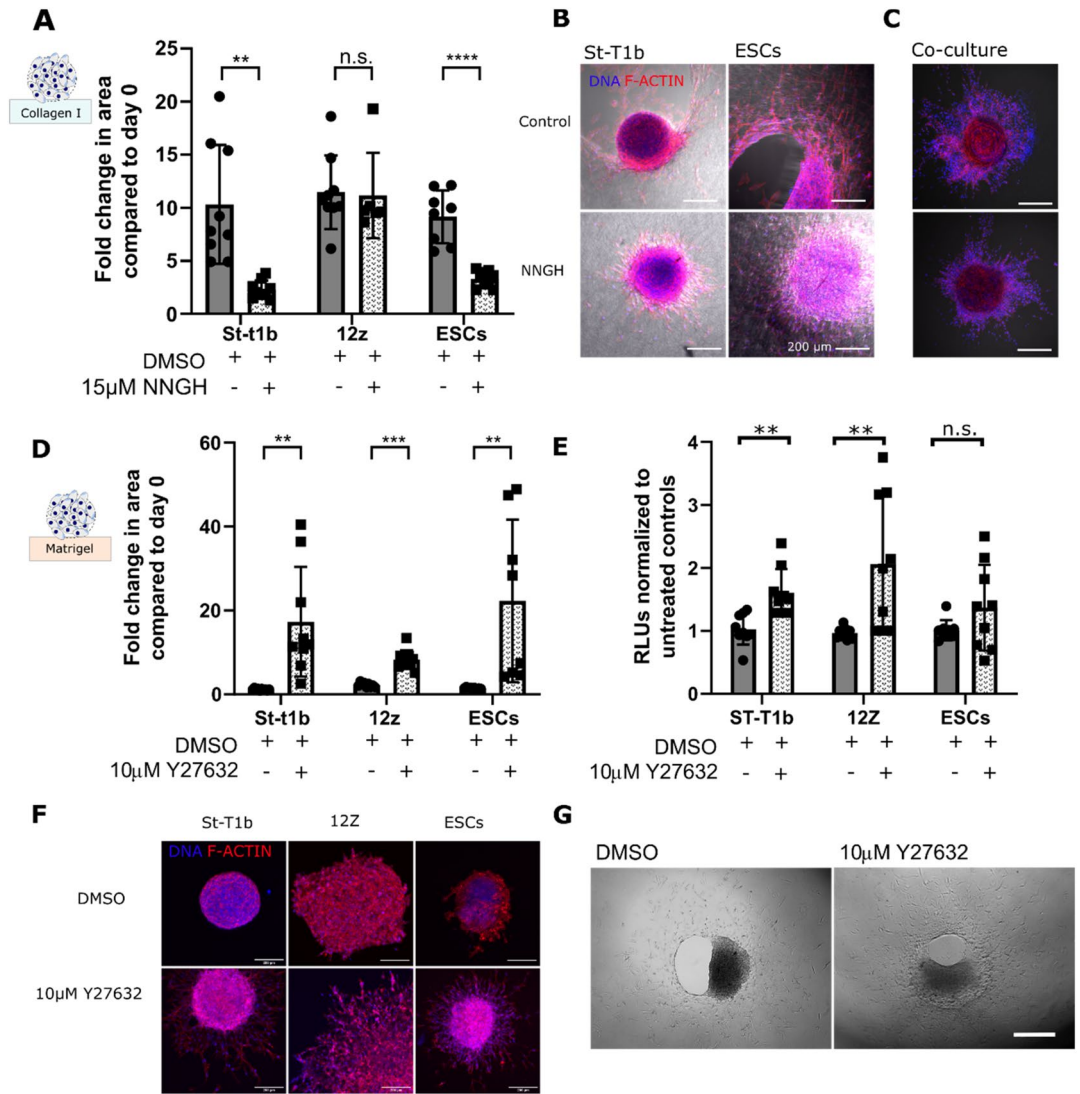 A
Collagen I
Fold change in area
compared to day 0
25
20
15
10
5
0
**
n.s.
****
St-t1b 12z ESCs
DMSO + + + + + +
15µM NNGH - + - + - +
B
St-T1b ESCs
DNA F-ACTIN
Control
NNGH
200 µm
C
Co-culture
D
Matrigel
Fold change in area
compared to day 0
60
40
20
0
** *** **
St-t1b 12z ESCs
DMSO + + + + + +
10µM Y27632 - + - + - +
E
RLUs normalized to
untreated controls
4
3
2
1
0
** ** n.s.
ST-T1b 12Z ESCs
DMSO + + + + + +
10µM Y27632 - + - + - +
F
St-T1b 12Z ESCs
DNA F-ACTIN
DMSO
10µM Y27632
G
DMSO 10µM Y27632